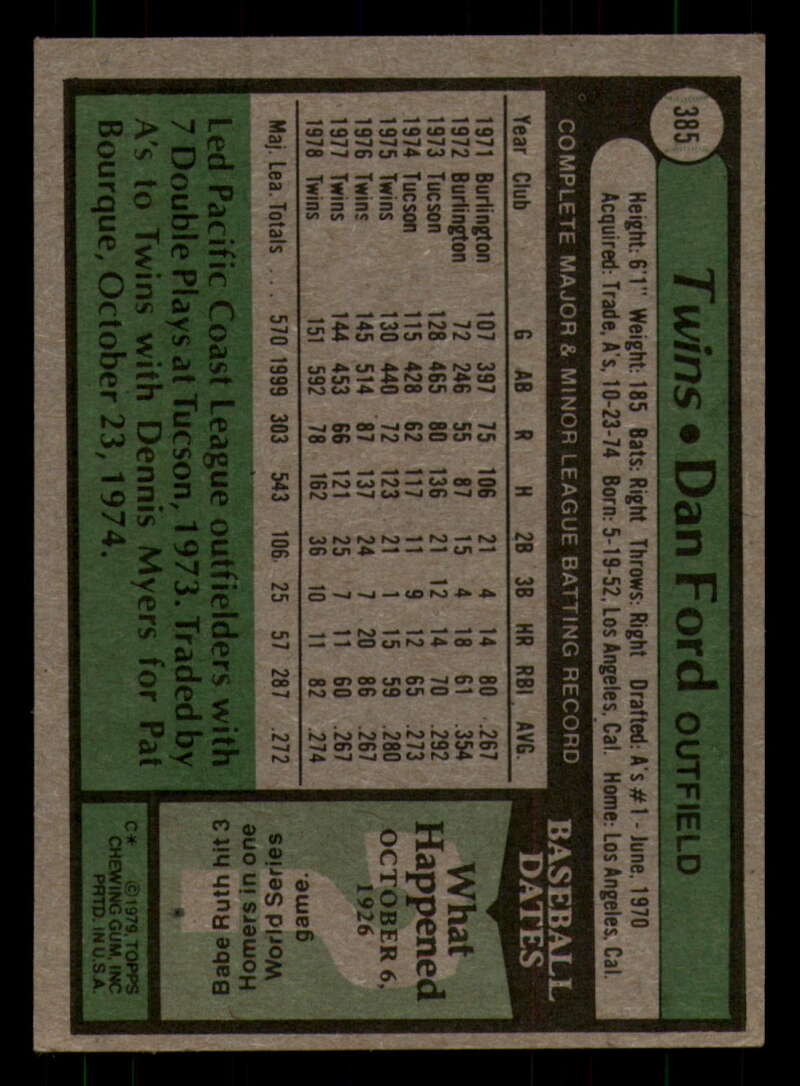 385
Twins • Dan Ford OUTFIELD
Height: 6'1" Weight: 185 Bats: Right Throws: Right Drafted: A's #1 - June, 1970
Acquired: Trade, A's, 10-23-74 Born: 5-19-52, Los Angeles, Cal. Home: Los Angeles, Cal.
COMPLETE MAJOR & MINOR LEAGUE BATTING RECORD
Year Club G AB R H 2B 3B HR RBI AVG.
1971 Burlington 107 397 75 106 21 4 14 80 .267
1972 Burlington 72 246 55 87 15 4 18 61 .354
1973 Tucson 128 465 80 136 21 12 14 70 .292
1974 Tucson 115 428 62 117 11 9 12 65 .273
1975 Twins 130 440 72 123 21 1 15 59 .280
1976 Twins 145 514 87 137 24 7 20 86 .267
1977 Twins 144 453 66 121 25 7 11 60 .267
1978 Twins 151 592 78 162 36 10 11 82 .274
Maj. Lea. Totals . . . 570 1999 303 543 106 25 57 287 .272
Led Pacific Coast League outfielders with
7 Double Plays at Tucson, 1973. Traded by
A's to Twins with Dennis Myers for Pat
Bourque, October 23, 1974.
BASEBALL
DATES
What
Happened
OCTOBER 6,
1926
Babe Ruth hit 3
Homers in one
World Series
game.
C* ©1979 TOPPS
CHEWING GUM, INC
PRTD. IN U.S.A.